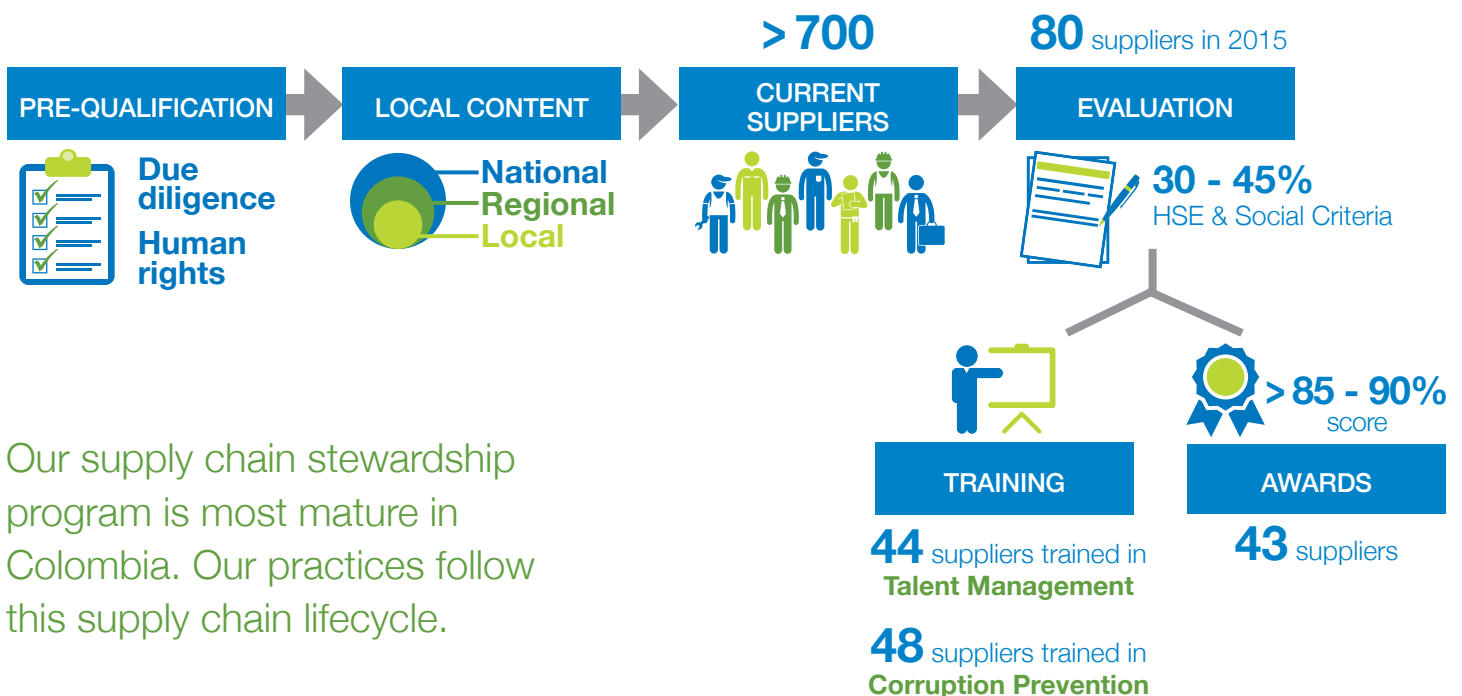 > 700
80 suppliers in 2015
PRE-QUALIFICATION
LOCAL CONTENT
CURRENT
SUPPLIERS
EVALUATION
Due
diligence
Human
rights
National
Regional
Local
30 - 45%
HSE & Social Criteria
> 85 - 90%
score
TRAINING
AWARDS
44 suppliers trained in
Talent Management
48 suppliers trained in
Corruption Prevention
43 suppliers
Our supply chain stewardship
program is most mature in
Colombia. Our practices follow
this supply chain lifecycle.